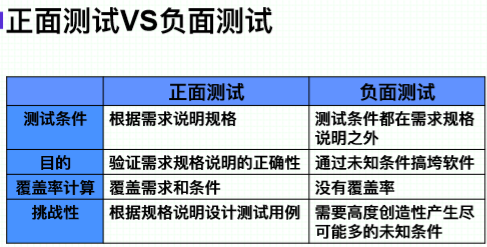 正面测试VS负面测试
正面测试 负面测试
测试条件 根据需求说明规格 测试条件都在需求规格
说明之外
目的 验证需求规格说明的正确性 通过未知条件搞垮软件
覆盖率计算 覆盖需求和条件 没有覆盖率
挑战性 根据规格说明设计测试用例 需要高度创造性产生尽
可能多的未知条件